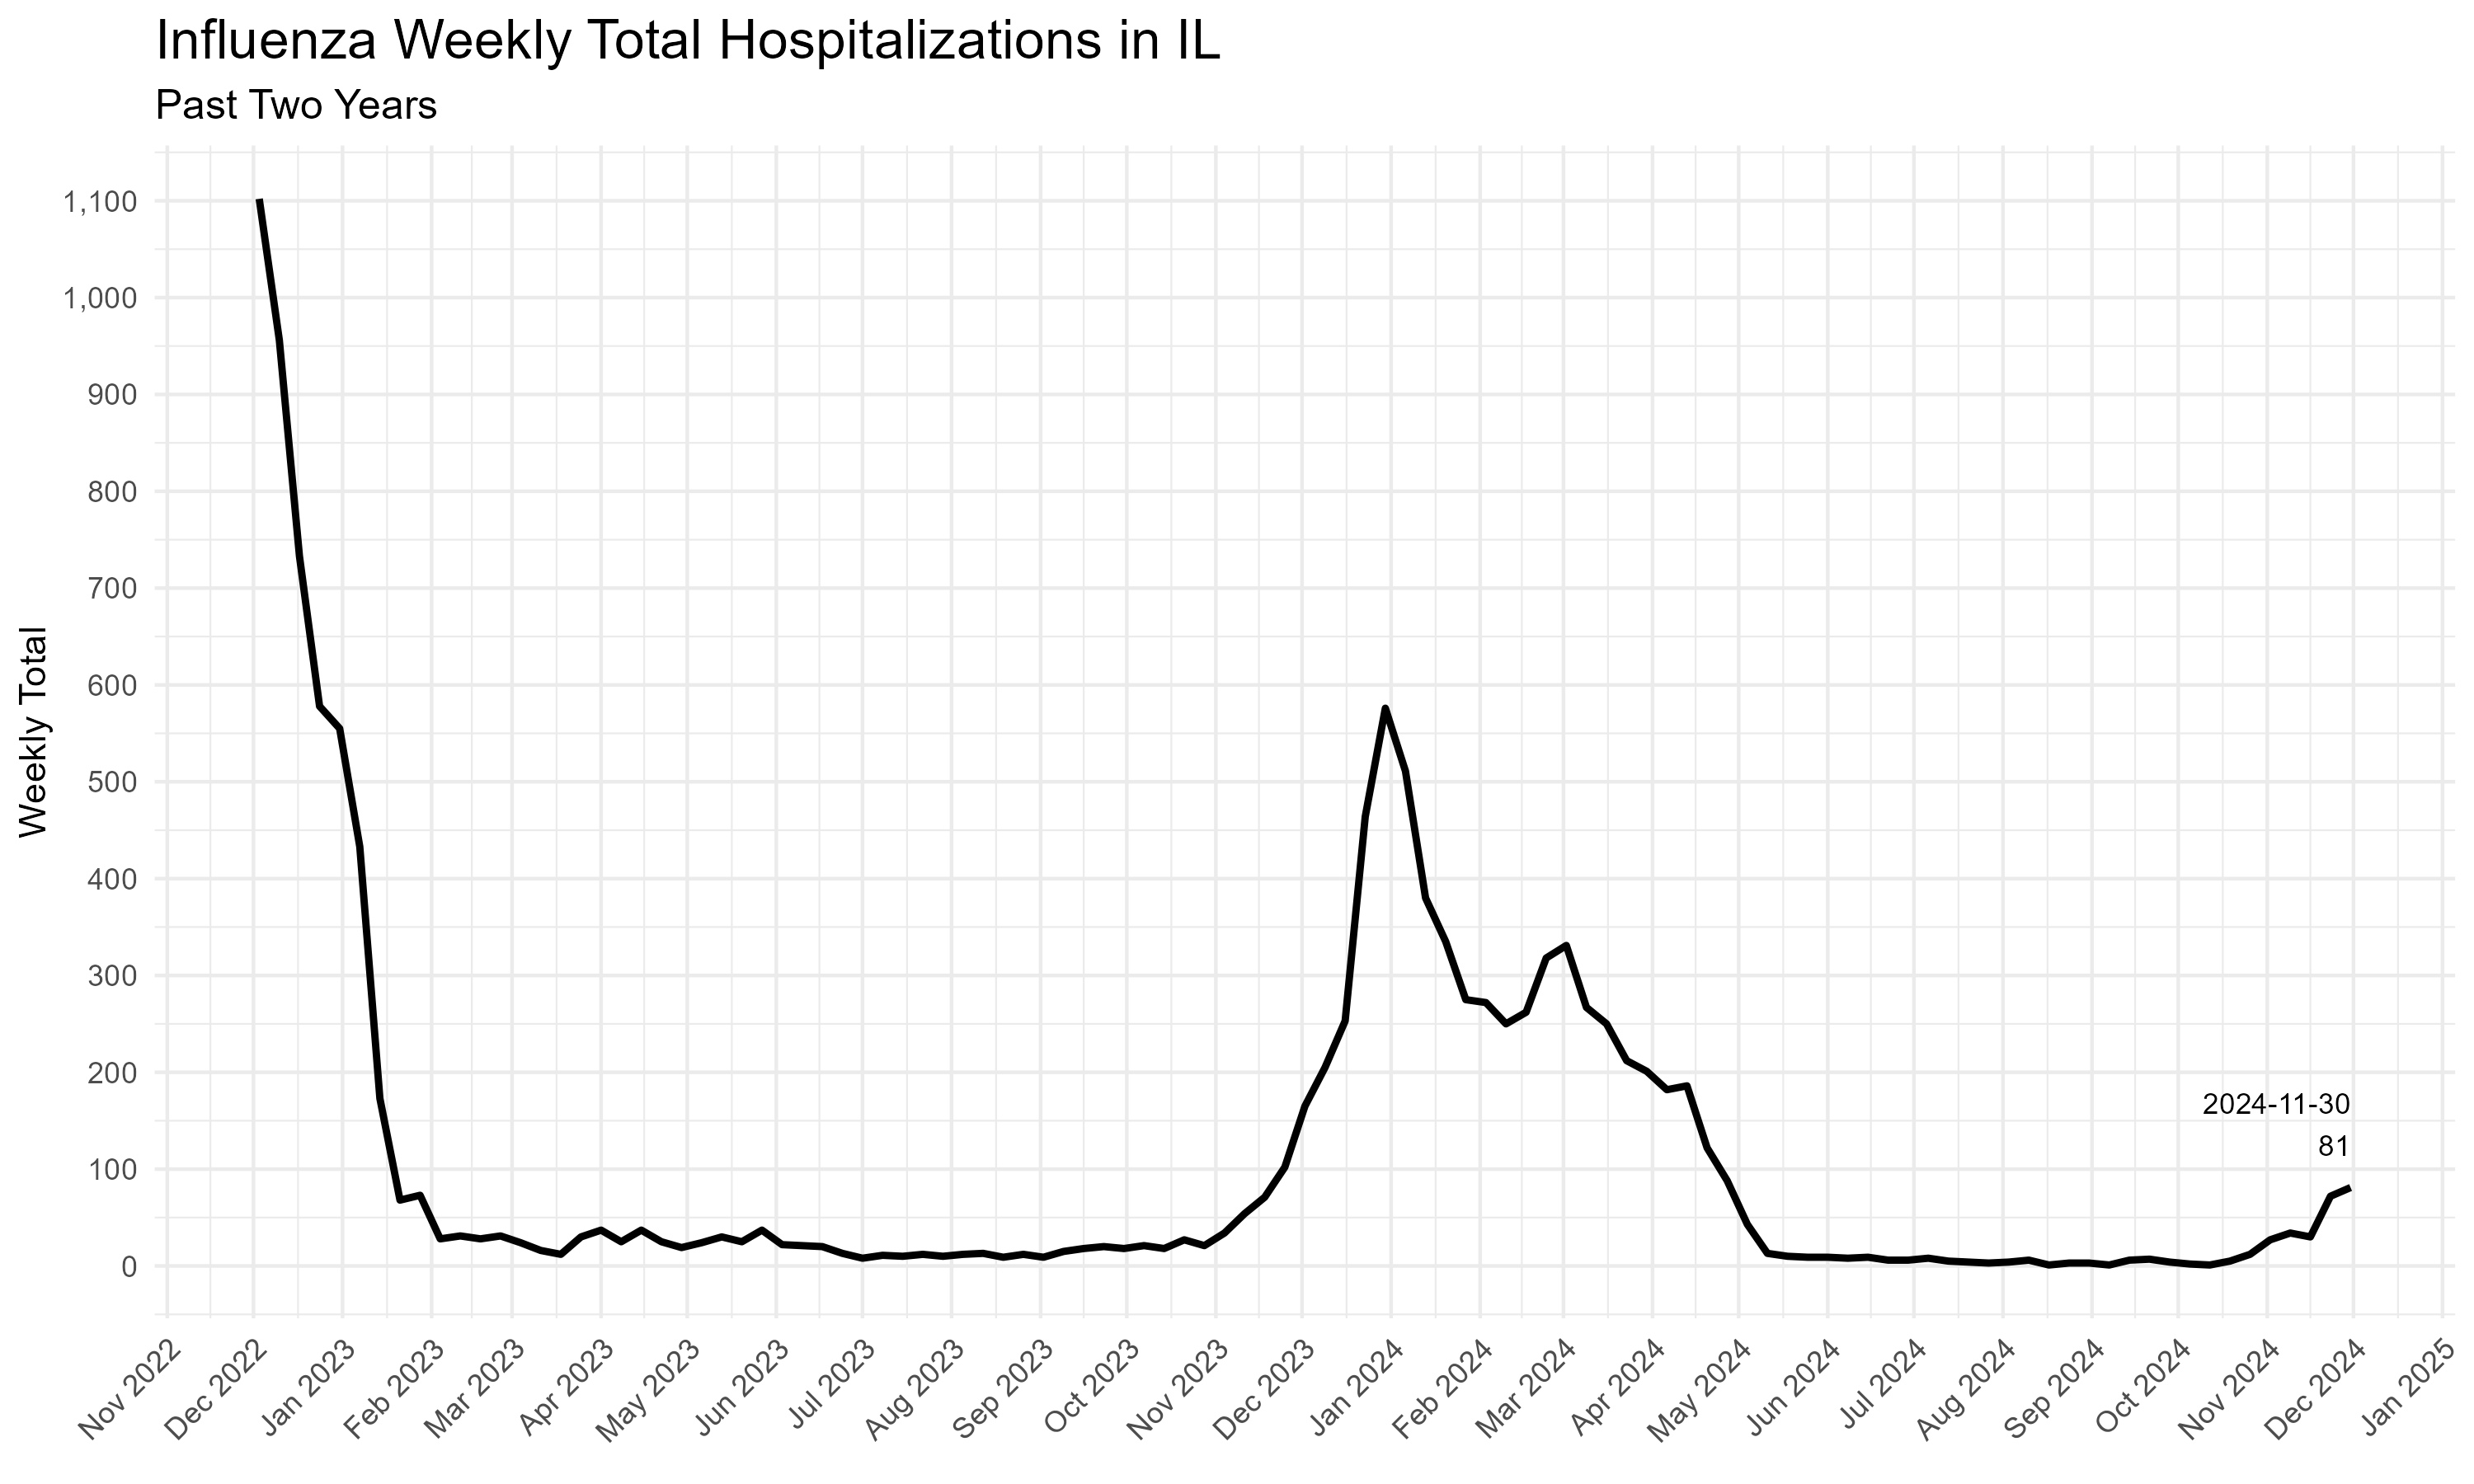 Influenza Weekly Total Hospitalizations in IL
Past Two Years
Weekly Total
1,100
1,000
900
800
700
600
500
400
300
200
100
0
2024-11-30
81
Nov 2022
Dec 2022
Jan 2023
Feb 2023
Mar 2023
Apr 2023
May 2023
Jun 2023
Jul 2023
Aug 2023
Sep 2023
Oct 2023
Nov 2023
Dec 2023
Jan 2024
Feb 2024
Mar 2024
Apr 2024
May 2024
Jun 2024
Jul 2024
Aug 2024
Sep 2024
Oct 2024
Nov 2024
Dec 2024
Jan 2025